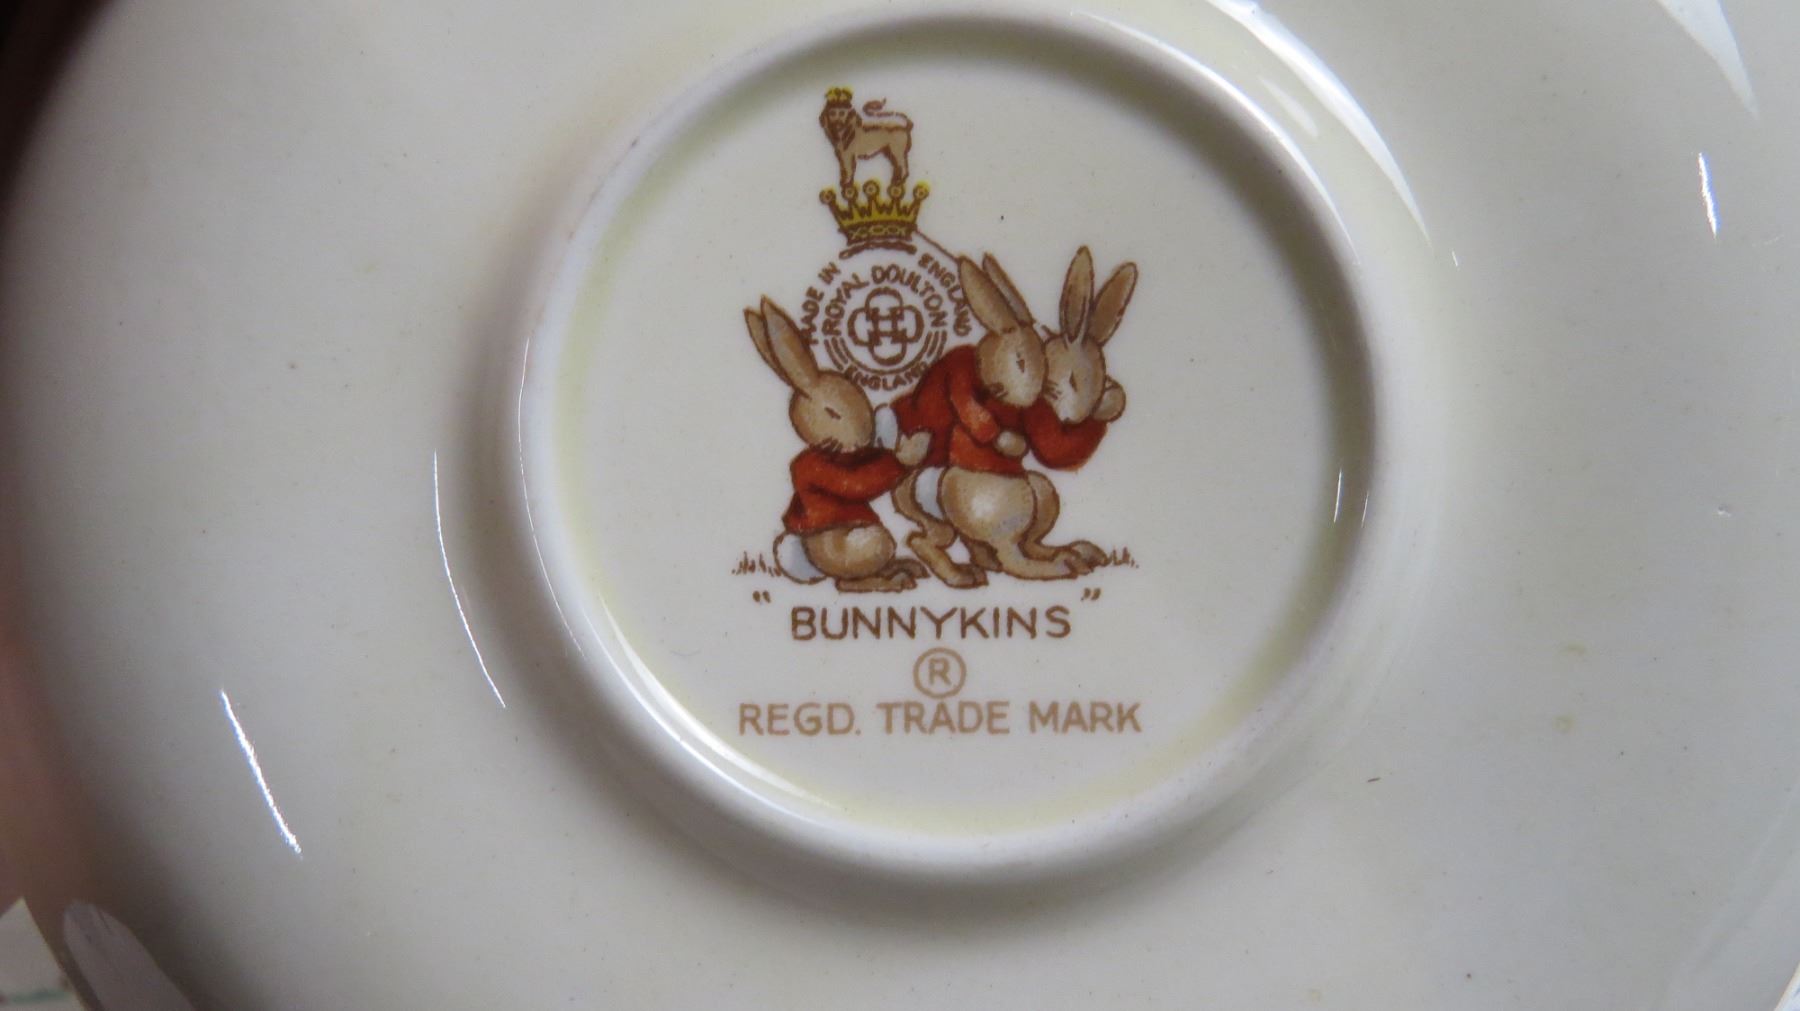 MADE IN ENGLAND
ROYAL DOULTON
ENGLAND
"BUNNYKINS"
®
REGD. TRADE MARK